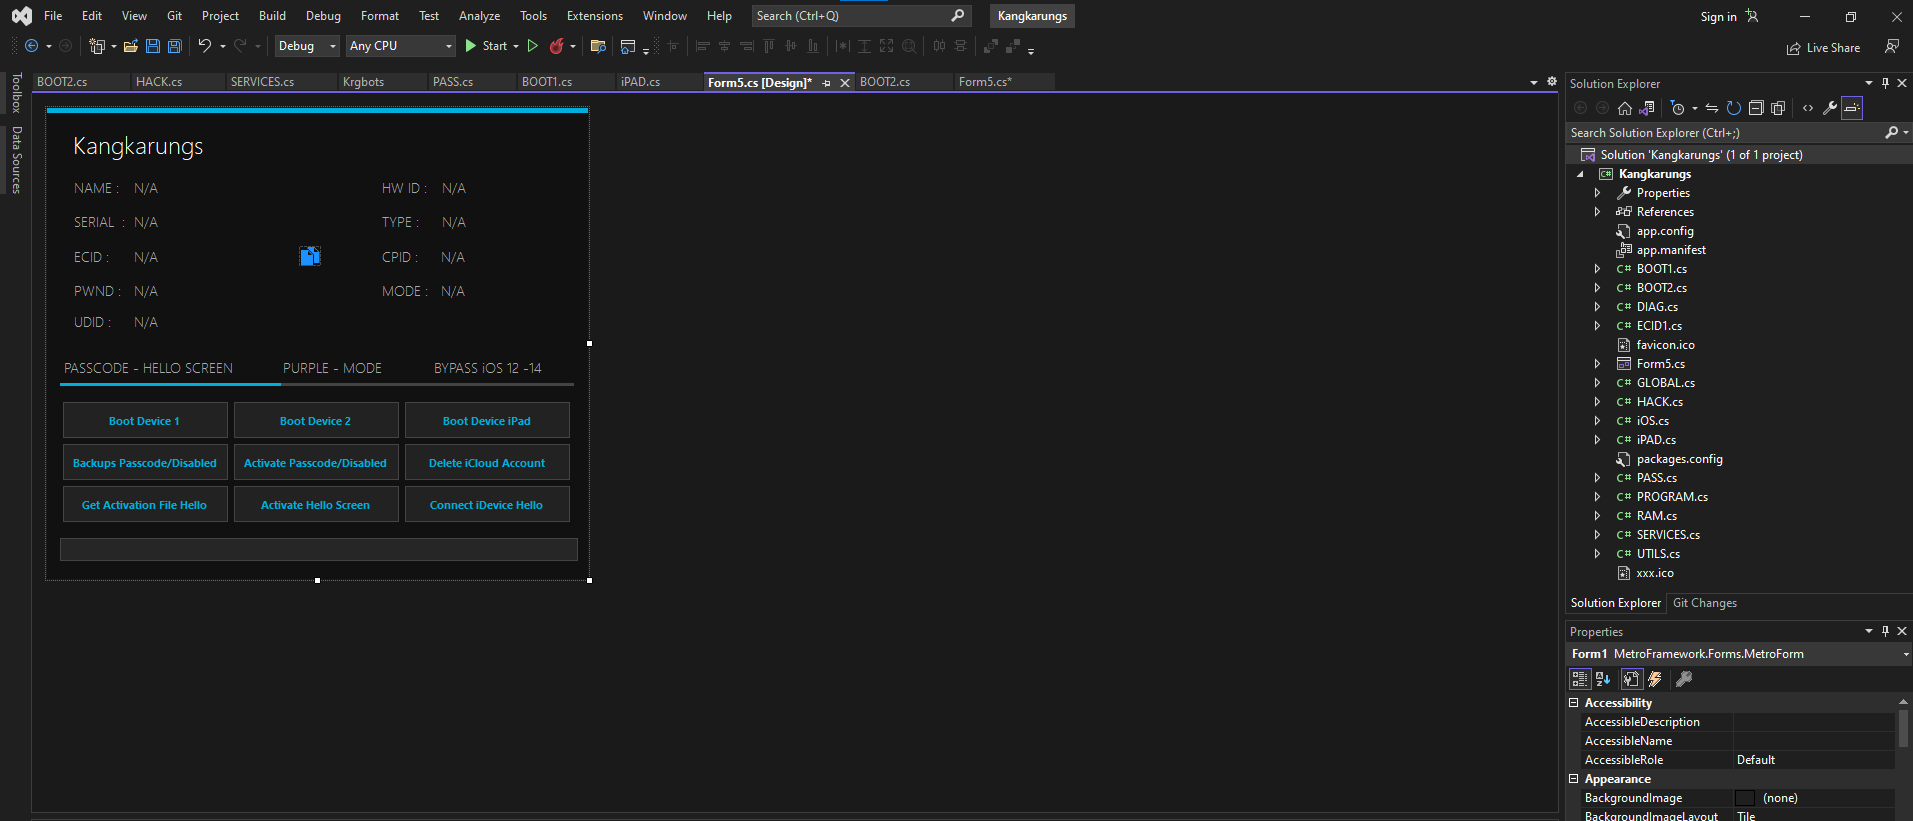 File Edit View Git Project Build Debug Format Test Analyze Tools Extensions Window Help Search (Ctrl+Q) Kangkarungs Sign in
Debug Any CPU Start Live Share
Toolbox
Data Sources
BOOT2.cs HACK.cs SERVICES.cs Krgbots PASS.cs BOOT1.cs iPAD.cs Form5.cs [Design]* BOOT2.cs Form5.cs*
Kangkarungs
NAME : N/A HW ID : N/A
SERIAL : N/A TYPE : N/A
ECID : N/A CPID : N/A
PWND : N/A MODE : N/A
UDID : N/A
PASSCODE - HELLO SCREEN PURPLE - MODE BYPASS iOS 12 -14
Boot Device 1 Boot Device 2 Boot Device iPad
Backups Passcode/Disabled Activate Passcode/Disabled Delete iCloud Account
Get Activation File Hello Activate Hello Screen Connect iDevice Hello
Solution Explorer
Search Solution Explorer (Ctrl+;)
Solution 'Kangkarungs' (1 of 1 project)
C# Kangkarungs
Properties
References
app.config
app.manifest
C# BOOT1.cs
C# BOOT2.cs
C# DIAG.cs
C# ECID1.cs
favicon.ico
Form5.cs
C# GLOBAL.cs
C# HACK.cs
C# iOS.cs
C# iPAD.cs
packages.config
C# PASS.cs
C# PROGRAM.cs
C# RAM.cs
C# SERVICES.cs
C# UTILS.cs
xxx.ico
Solution Explorer Git Changes
Properties
Form1 MetroFramework.Forms.MetroForm
Accessibility
AccessibleDescription
AccessibleName
AccessibleRole Default
Appearance
BackgroundImage (none)
BackgroundImageLayout Tile